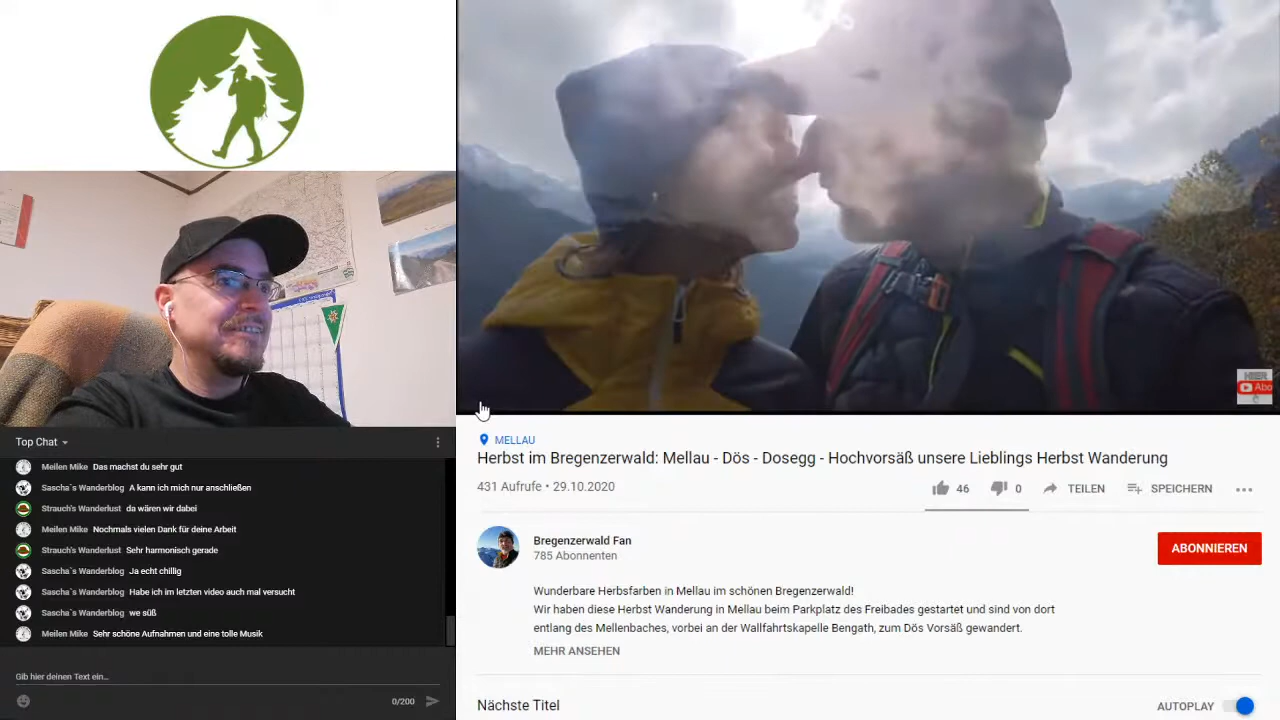 Top Chat
Meilen Mike Das machst du sehr gut
Sascha`s Wanderblog A kann ich mich nur anschließen
Strauch's Wanderlust da wären wir dabei
Meilen Mike Nochmals vielen Dank für deine Arbeit
Strauch's Wanderlust Sehr harmonisch gerade
Sascha`s Wanderblog Ja echt chillig
Sascha`s Wanderblog Habe ich im letzten video auch mal versucht
Sascha`s Wanderblog we süß
Meilen Mike Sehr schöne Aufnahmen und eine tolle Musik
Gib hier deinen Text ein...
0/200
HIER
Abo
MELLAU
Herbst im Bregenzerwald: Mellau - Dös - Dosegg - Hochvorsäß unsere Lieblings Herbst Wanderung
431 Aufrufe • 29.10.2020
46 0 TEILEN SPEICHERN
Bregenzerwald Fan
785 Abonnenten
ABONNIEREN
Wunderbare Herbsfarben in Mellau im schönen Bregenzerwald!
Wir haben diese Herbst Wanderung in Mellau beim Parkplatz des Freibades gestartet und sind von dort
entlang des Mellenbaches, vorbei an der Wallfahrtskapelle Bengath, zum Dös Vorsäß gewandert.
MEHR ANSEHEN
Nächste Titel
AUTOPLAY